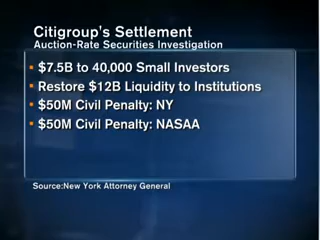 Citigroup's Settlement
Auction-Rate Securities Investigation
• $7.5B to 40,000 Small Investors
• Restore $12B Liquidity to Institutions
• $50M Civil Penalty: NY
• $50M Civil Penalty: NASAA
Source:New York Attorney General